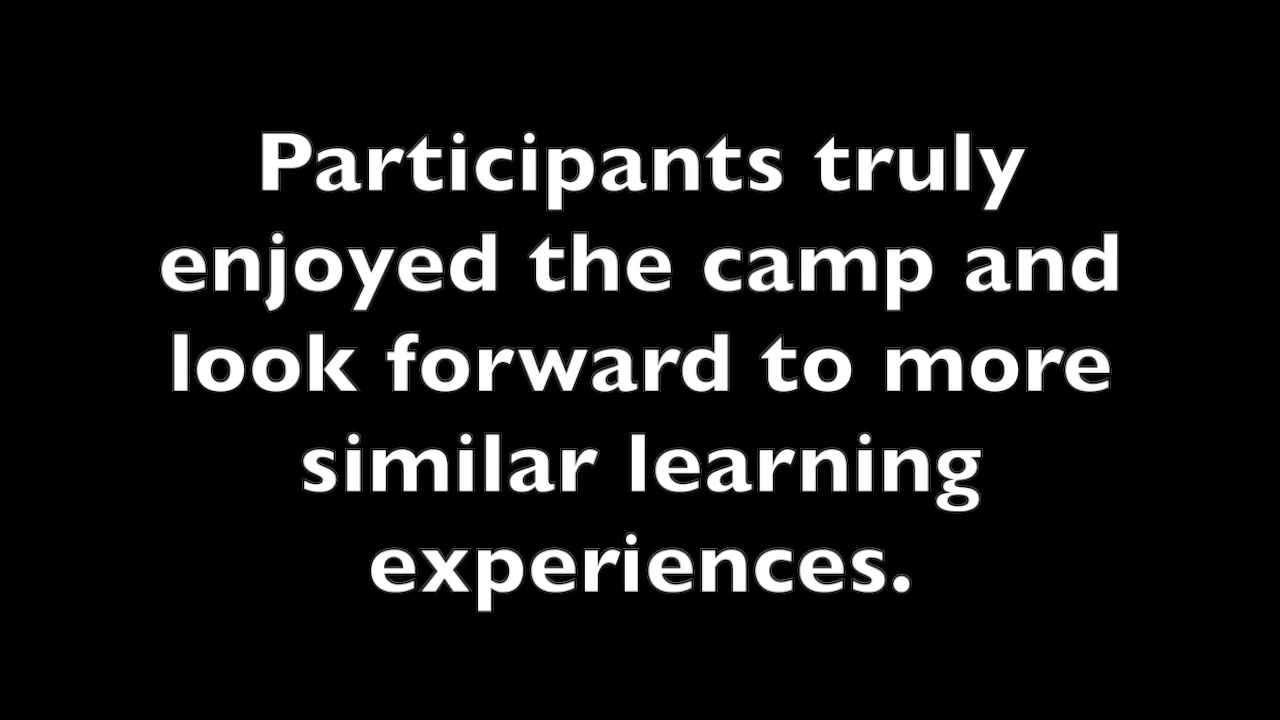 Participants truly
enjoyed the camp and
look forward to more
similar learning
experiences.